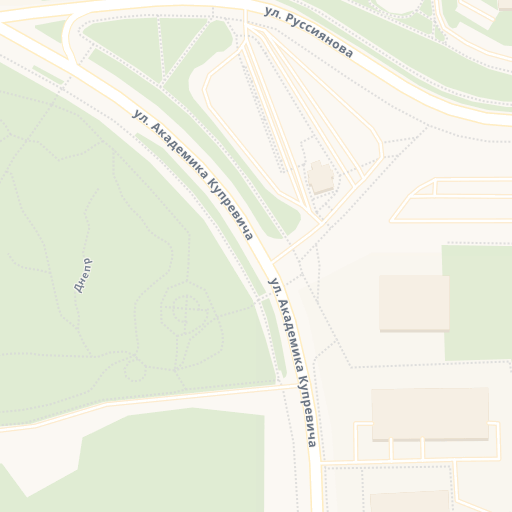 ул. Руссиянова
ул. Академика Купревича
Днепр
ул. Академика Купревича